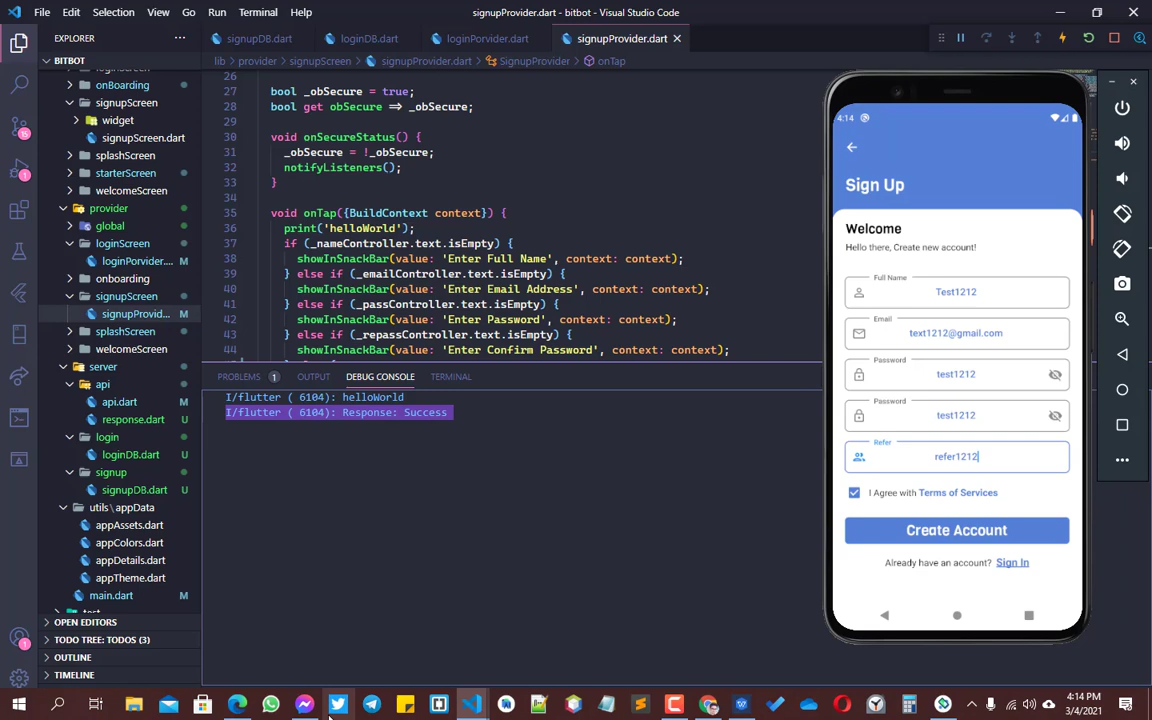 File Edit Selection View Go Run Terminal Help
signupProvider.dart - bitbot - Visual Studio Code
EXPLORER
signupDB.dart
loginDB.dart
loginPorvider.dart
signupProvider.dart
BITBOT
lib > provider > signupScreen > signupProvider.dart > SignupProvider > onTap
onBoarding
signupScreen
widget
signupScreen.dart
splashScreen
starterScreen
welcomeScreen
provider
global
loginScreen
loginPorvider.... M
onboarding
signupScreen
signupProvid... M
splashScreen
welcomeScreen
server
api
api.dart M
response.dart U
login
loginDB.dart U
signup
signupDB.dart U
utils \ appData
appAssets.dart
appColors.dart
appDetails.dart
appTheme.dart
main.dart M
test
OPEN EDITORS
TODO TREE: TODOS (3)
OUTLINE
TIMELINE
26
27 bool _obSecure = true;
28 bool get obSecure => _obSecure;
29
30 void onSecureStatus() {
31 _obSecure = !_obSecure;
32 notifyListeners();
33 }
34
35 void onTap({BuildContext context}) {
36 print('helloWorld');
37 if (_nameController.text.isEmpty) {
38 showInSnackBar(value: 'Enter Full Name', context: context);
39 } else if (_emailController.text.isEmpty) {
40 showInSnackBar(value: 'Enter Email Address', context: context);
41 } else if (_passController.text.isEmpty) {
42 showInSnackBar(value: 'Enter Password', context: context);
43 } else if (_repassController.text.isEmpty) {
44 showInSnackBar(value: 'Enter Confirm Password', context: context);
PROBLEMS 1 OUTPUT DEBUG CONSOLE TERMINAL
I/flutter ( 6104): helloWorld
I/flutter ( 6104): Response: Success
4:14
Sign Up
Welcome
Hello there, Create new account!
Full Name
Test1212
Email
text1212@gmail.com
Password
test1212
Password
test1212
Refer
refer1212
I Agree with Terms of Services
Create Account
Already have an account? Sign In
15
1
1
4:14 PM
3/4/2021